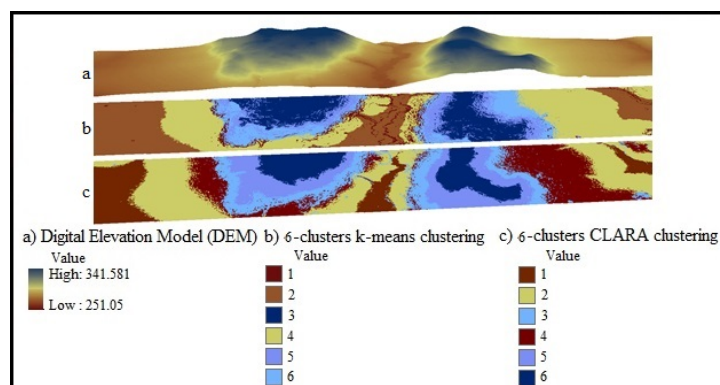 a
b
c
a) Digital Elevation Model (DEM) b) 6-clusters k-means clustering c) 6-clusters CLARA clustering
Value
High: 341.581
Low : 251.05
Value
1
2
3
4
5
6
Value
1
2
3
4
5
6